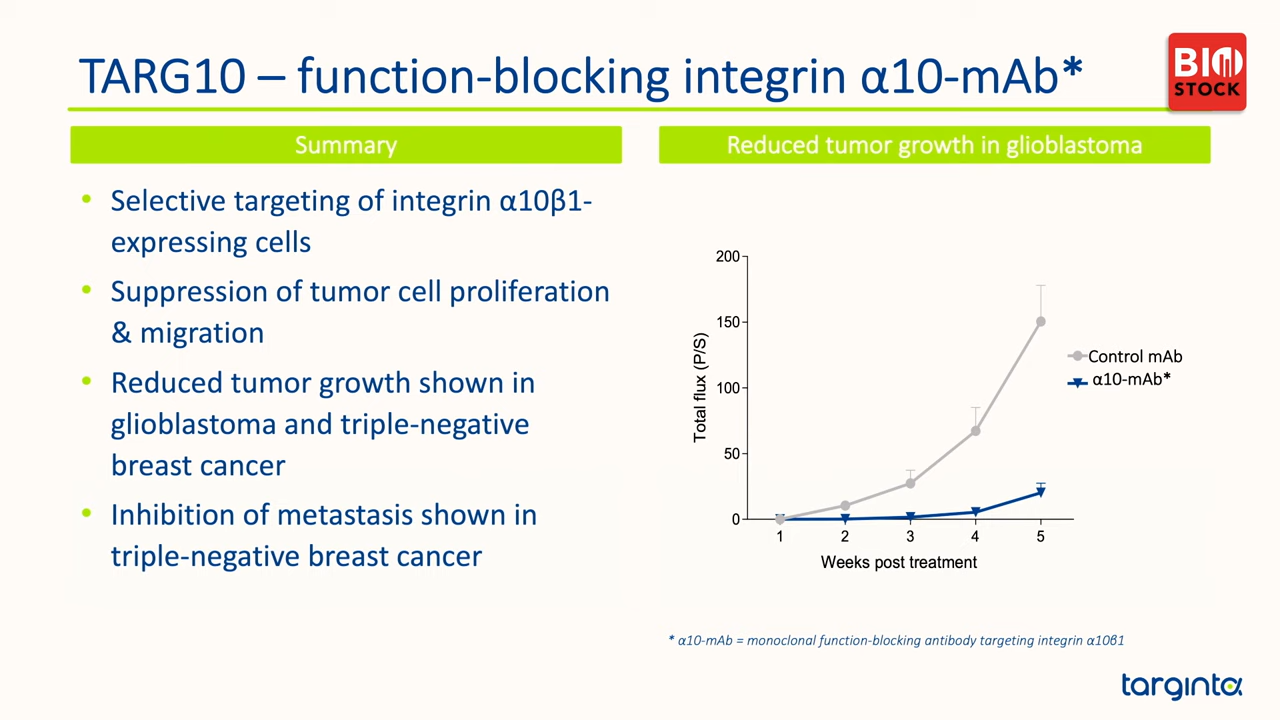 TARG10 – function-blocking integrin α10-mAb*
BIO
STOCK
Summary
• Selective targeting of integrin α10β1-
expressing cells
• Suppression of tumor cell proliferation
& migration
• Reduced tumor growth shown in
glioblastoma and triple-negative
breast cancer
• Inhibition of metastasis shown in
triple-negative breast cancer
Reduced tumor growth in glioblastoma
200
150
100
50
0
Total flux (P/S)
1 2 3 4 5
Weeks post treatment
Control mAb
α10-mAb*
* α10-mAb = monoclonal function-blocking antibody targeting integrin α10β1
targinta